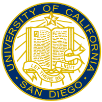 UNIVERSITY OF CALIFORNIA
· SAN DIEGO ·